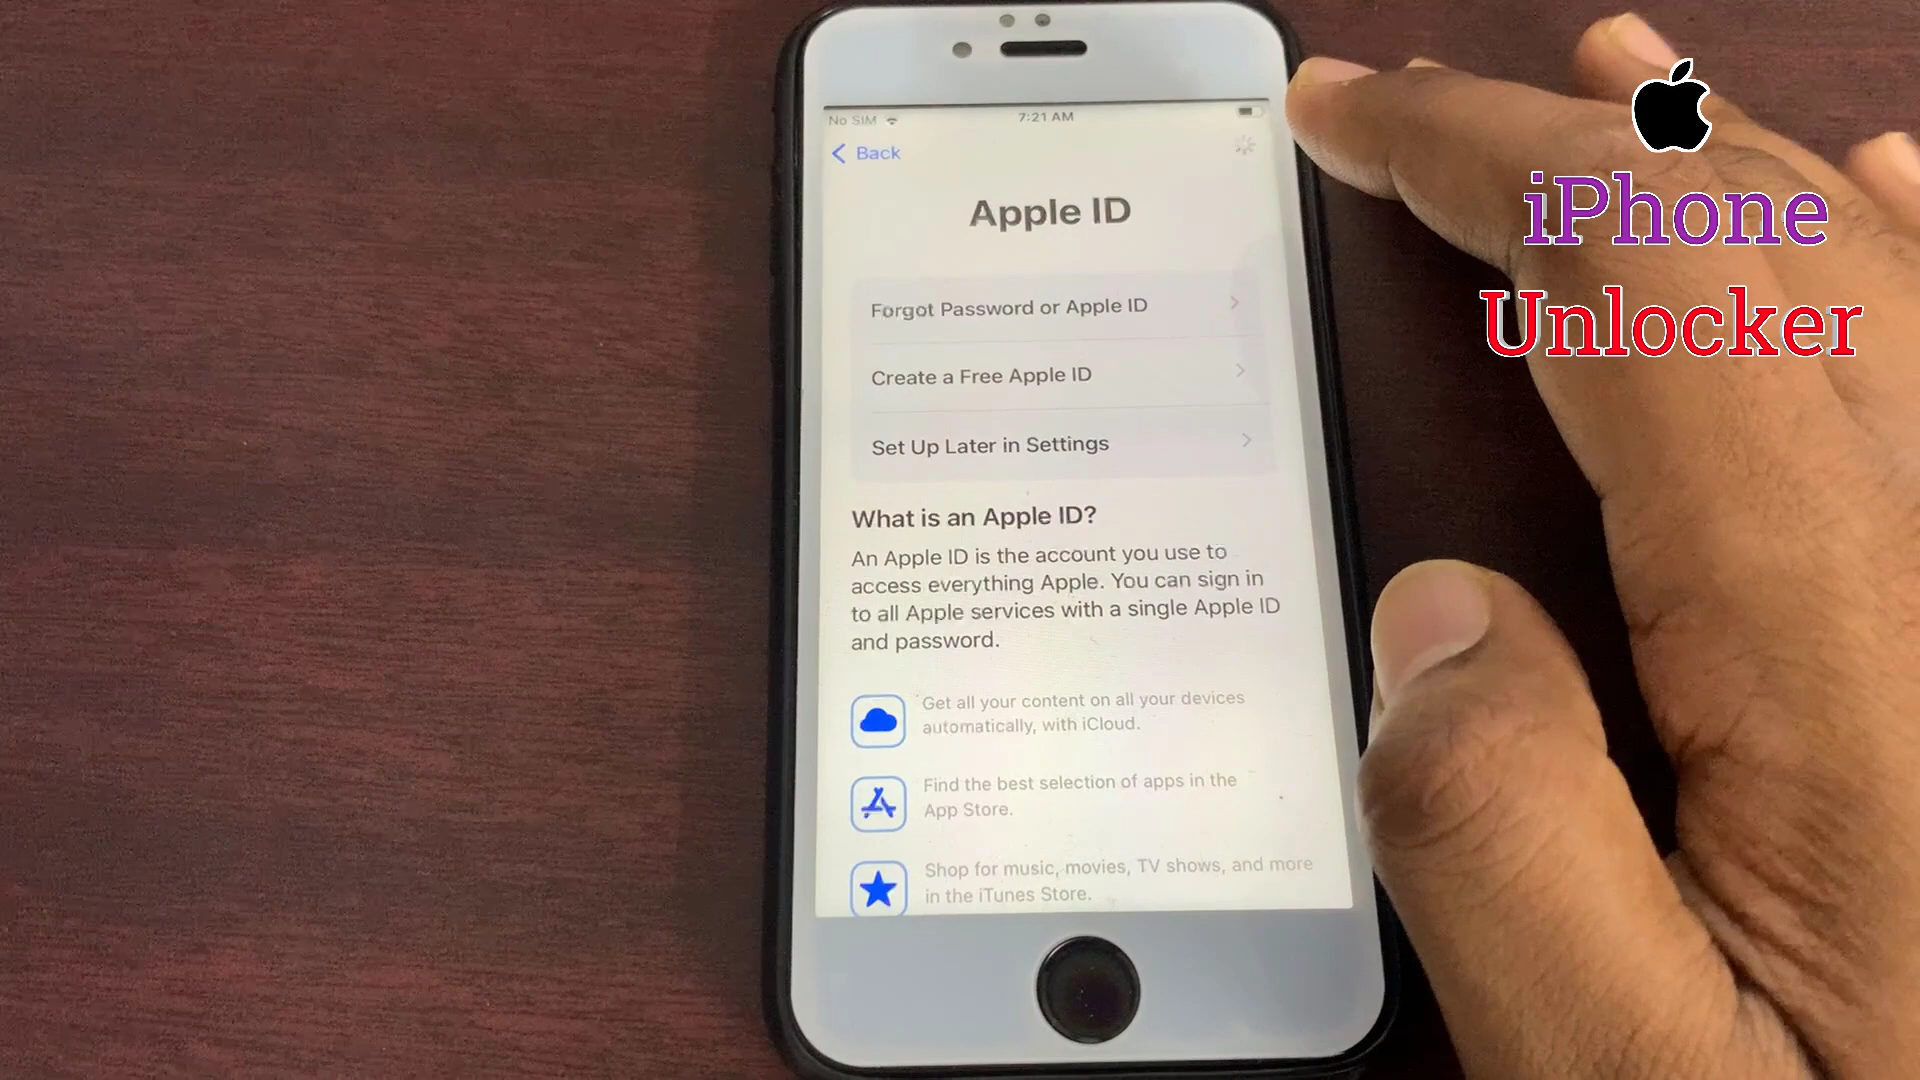 No SIM
7:21 AM
Back
Apple ID
Forgot Password or Apple ID
Create a Free Apple ID
Set Up Later in Settings
What is an Apple ID?
An Apple ID is the account you use to
access everything Apple. You can sign in
to all Apple services with a single Apple ID
and password.
Get all your content on all your devices
automatically, with iCloud.
Find the best selection of apps in the
App Store.
Shop for music, movies, TV shows, and more
in the iTunes Store.
iPhone
Unlocker